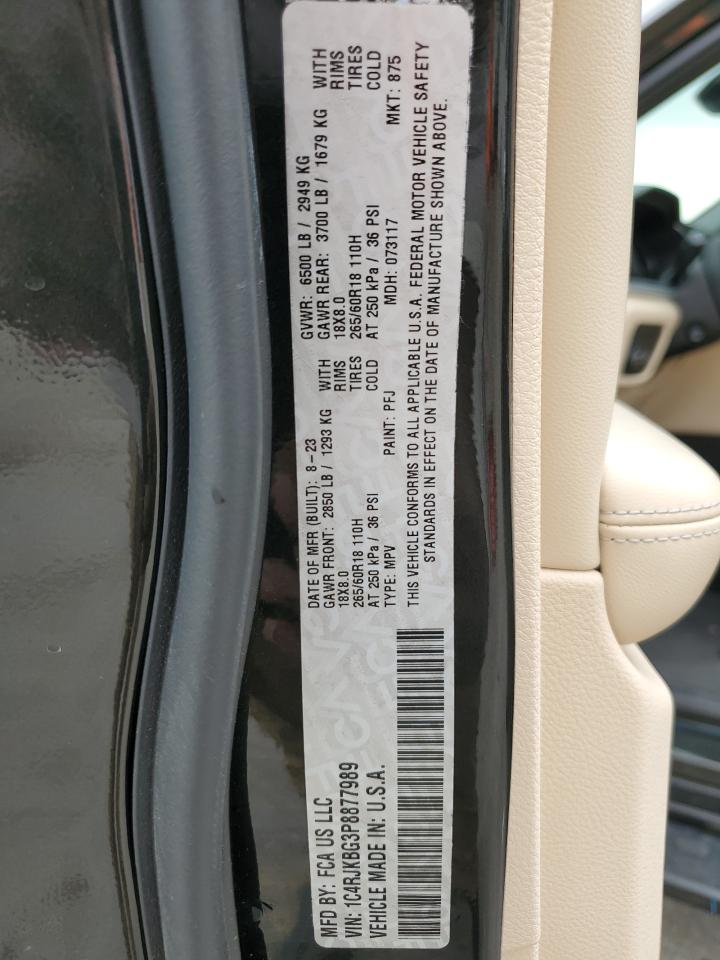 MFD BY: FCA US LLC
VIN: 1C4RJKBG3P8877989
VEHICLE MADE IN: U.S.A.
DATE OF MFR (BUILT): 8-23
GAWR FRONT: 2850 LB / 1293 KG WITH
18X8.0 RIMS
265/60R18 110H TIRES
AT 250 kPa / 36 PSI COLD
TYPE: MPV PAINT: PFJ
GVWR: 6500 LB / 2949 KG
GAWR REAR: 3700 LB / 1679 KG WITH
18X8.0 RIMS
265/60R18 110H TIRES
AT 250 kPa / 36 PSI COLD
MDH: 073117 MKT: 875
THIS VEHICLE CONFORMS TO ALL APPLICABLE U.S.A. FEDERAL MOTOR VEHICLE SAFETY
STANDARDS IN EFFECT ON THE DATE OF MANUFACTURE SHOWN ABOVE.